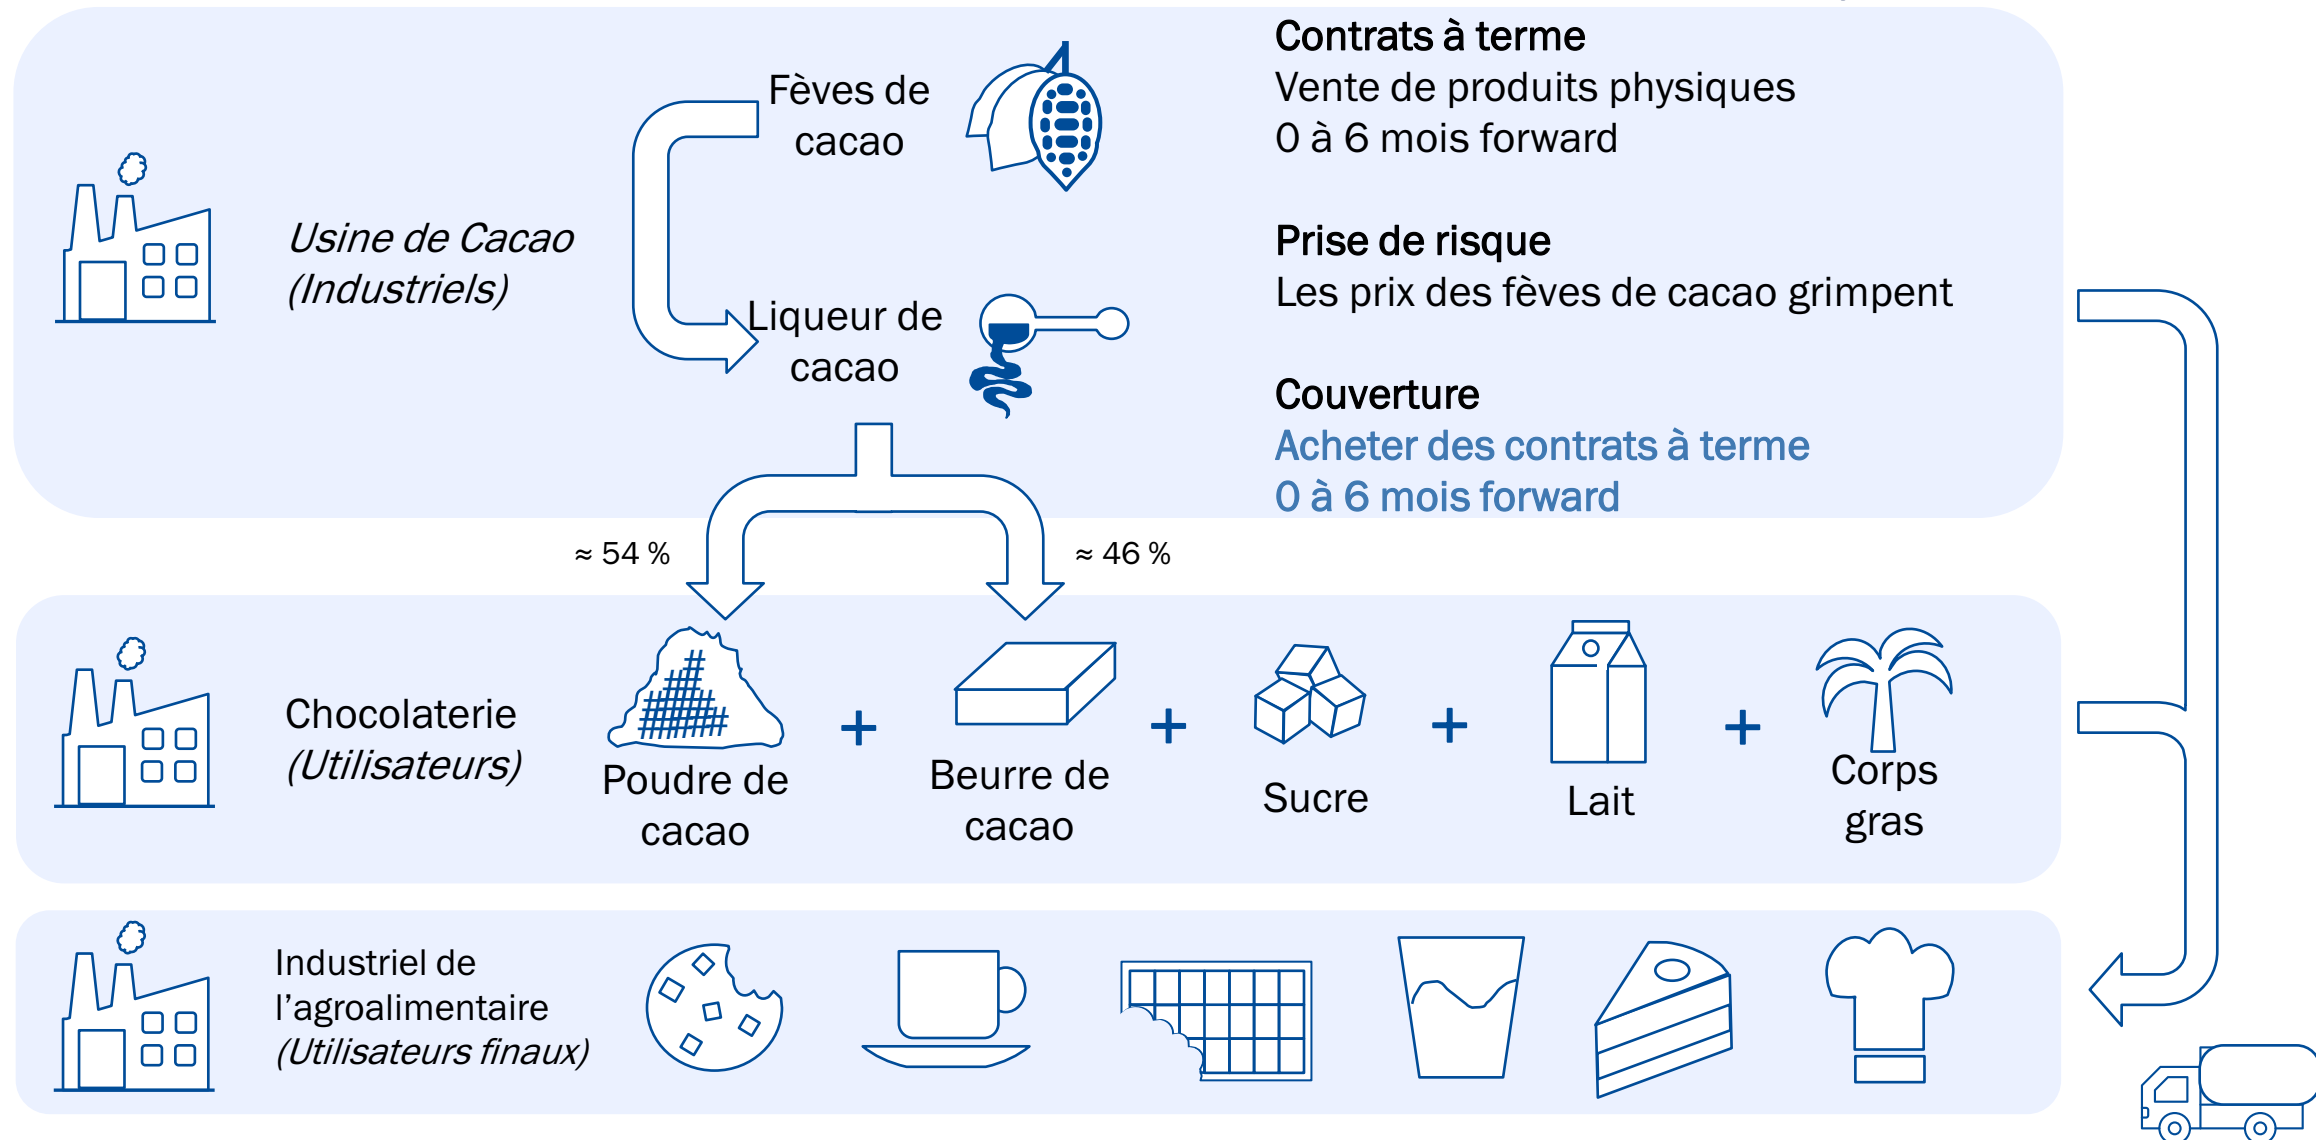 Contrats à terme
Vente de produits physiques
0 à 6 mois forward
Prise de risque
Les prix des fèves de cacao grimpent
Couverture
Acheter des contrats à terme
0 à 6 mois forward
Usine de Cacao
(Industriels)
Fèves de
cacao
Liqueur de
cacao
≈ 54 %
≈ 46 %
Chocolaterie
(Utilisateurs)
Poudre de
cacao
+
Beurre de
cacao
+
Sucre
+
Lait
+
Corps
gras
Industriel de
l’agroalimentaire
(Utilisateurs finaux)